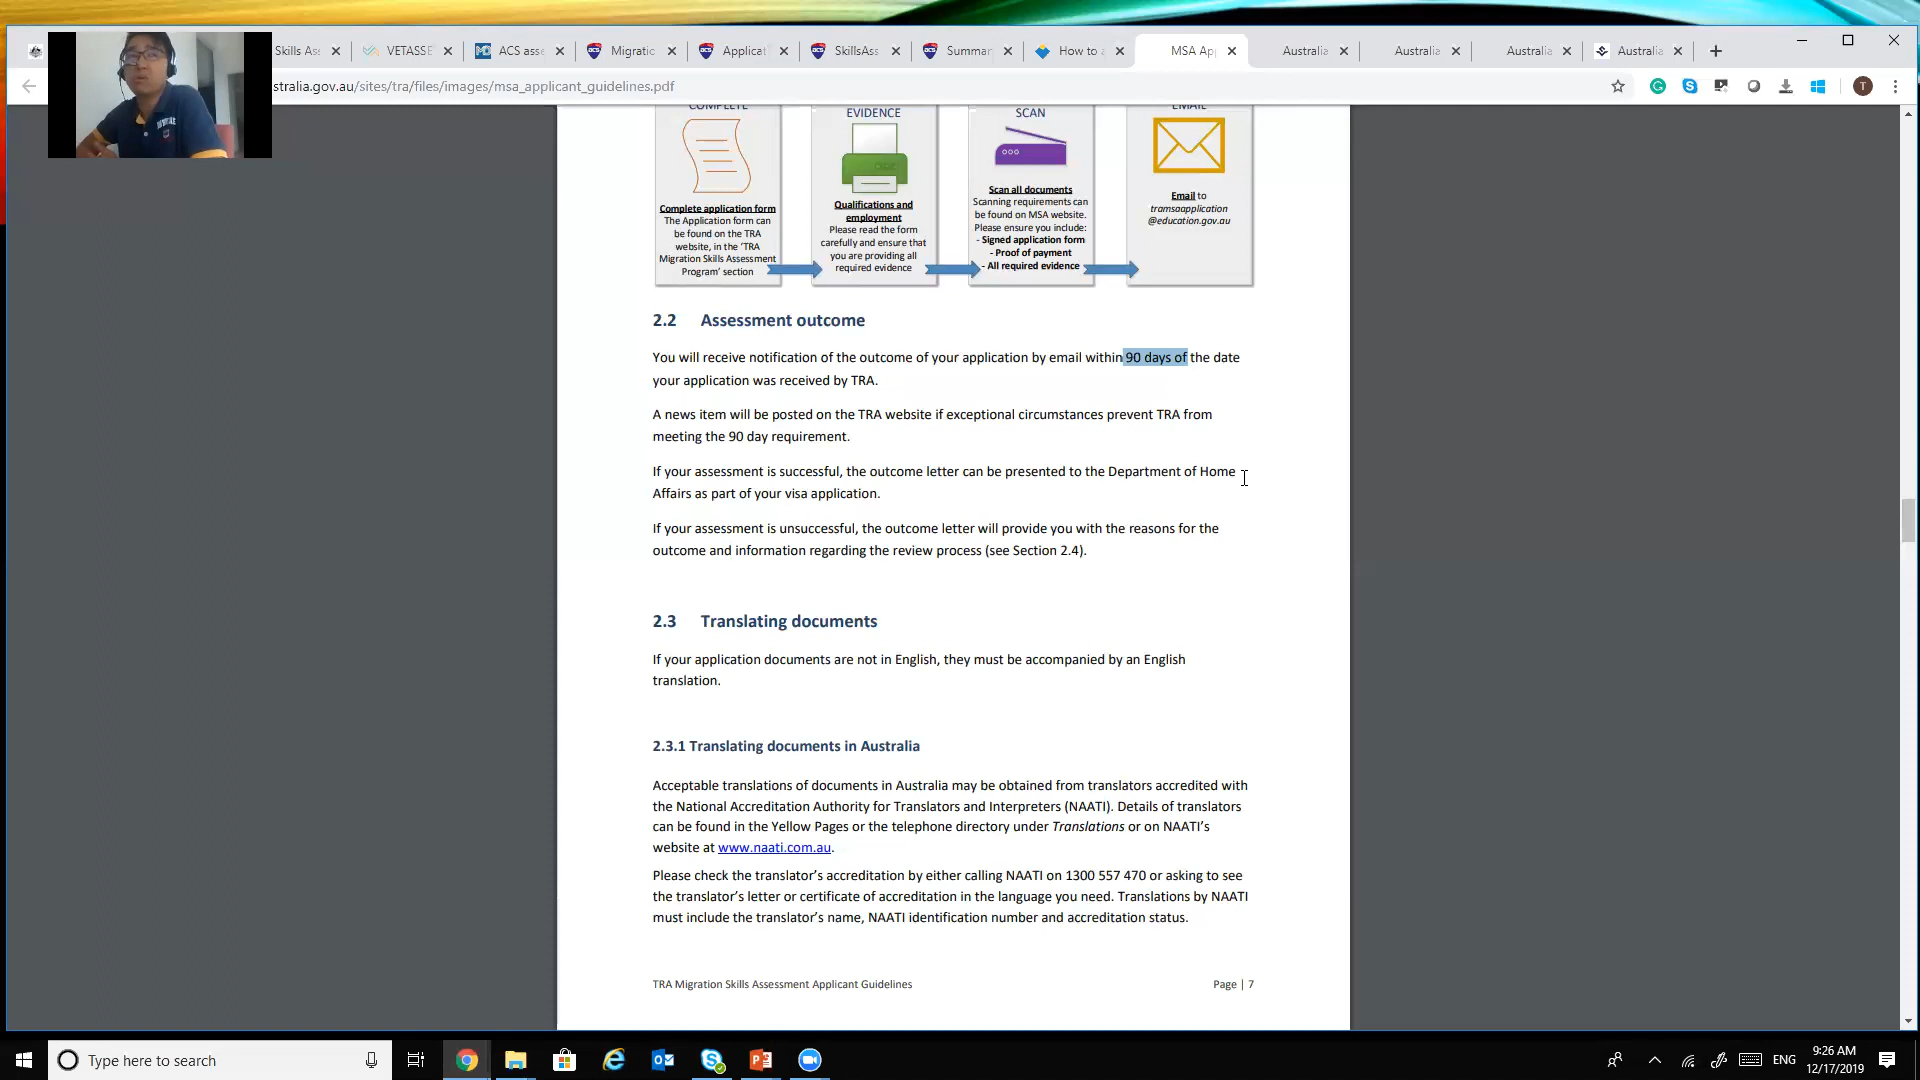 Skills Ass
VETASSE
ACS asse
Migratic
Applicat
SkillsAss
Summar
How to a
MSA App
Australia
Australia
Australia
Australia
stralia.gov.au/sites/tra/files/images/msa_applicant_guidelines.pdf
T
COMPLETE
EVIDENCE
SCAN
EMAIL
Complete application form
The Application form can
be found on the TRA
website, in the ‘TRA
Migration Skills Assessment
Program’ section
Qualifications and
employment
Please read the form
carefully and ensure that
you are providing all
required evidence
Scan all documents
Scanning requirements can
be found on MSA website.
Please ensure you include:
- Signed application form
- Proof of payment
- All required evidence
Email to
tramsaapplication
@education.gov.au
2.2 Assessment outcome
You will receive notification of the outcome of your application by email within 90 days of the date
your application was received by TRA.
A news item will be posted on the TRA website if exceptional circumstances prevent TRA from
meeting the 90 day requirement.
If your assessment is successful, the outcome letter can be presented to the Department of Home
Affairs as part of your visa application.
If your assessment is unsuccessful, the outcome letter will provide you with the reasons for the
outcome and information regarding the review process (see Section 2.4).
2.3 Translating documents
If your application documents are not in English, they must be accompanied by an English
translation.
2.3.1 Translating documents in Australia
Acceptable translations of documents in Australia may be obtained from translators accredited with
the National Accreditation Authority for Translators and Interpreters (NAATI). Details of translators
can be found in the Yellow Pages or the telephone directory under Translations or on NAATI’s
website at www.naati.com.au.
Please check the translator’s accreditation by either calling NAATI on 1300 557 470 or asking to see
the translator’s letter or certificate of accreditation in the language you need. Translations by NAATI
must include the translator’s name, NAATI identification number and accreditation status.
TRA Migration Skills Assessment Applicant Guidelines
Page | 7
Type here to search
ENG
9:26 AM
12/17/2019